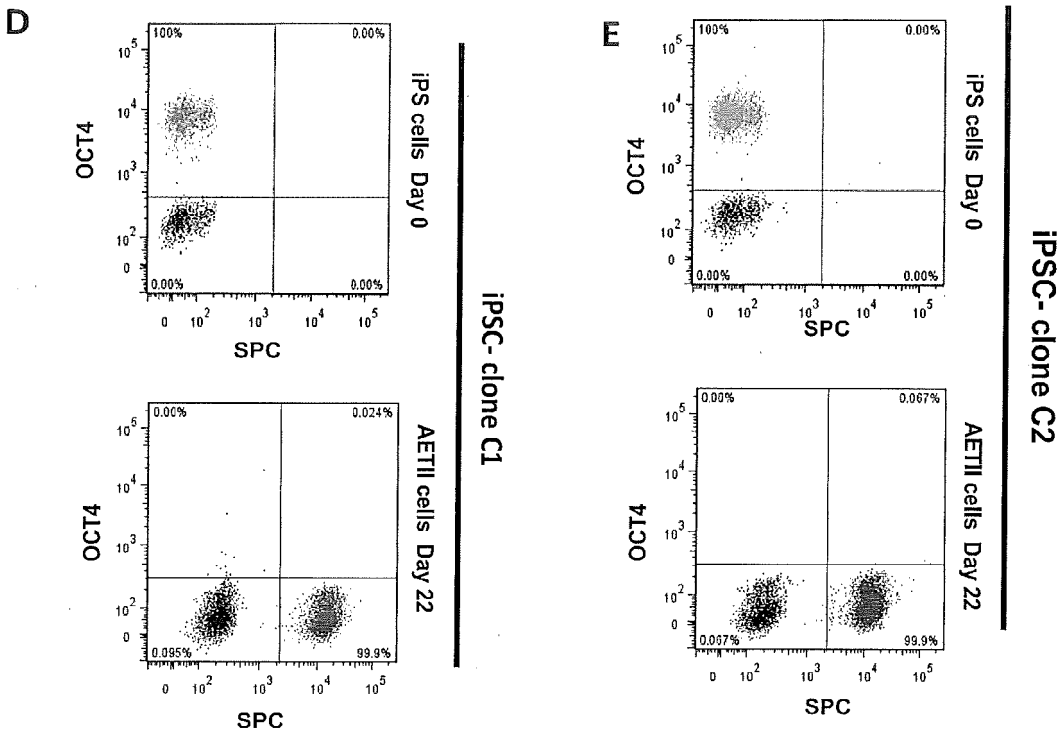 D
100%
0.00%
10^5
10^4
10^3
10^2
0
OCT4
0.00%
0.00%
0 10^2 10^3 10^4 10^5
SPC
iPS cells Day 0
0.00%
0.024%
10^5
10^4
10^3
10^2
0
OCT4
0.095%
99.9%
0 10^2 10^3 10^4 10^5
SPC
AETII cells Day 22
iPSC- clone C1
E
100%
0.00%
10^5
10^4
10^3
10^2
0
OCT4
0.00%
0.00%
0 10^2 10^3 10^4 10^5
SPC
iPS cells Day 0
0.00%
0.067%
10^5
10^4
10^3
10^2
0
OCT4
0.067%
99.9%
0 10^2 10^3 10^4 10^5
SPC
AETII cells Day 22
iPSC- clone C2